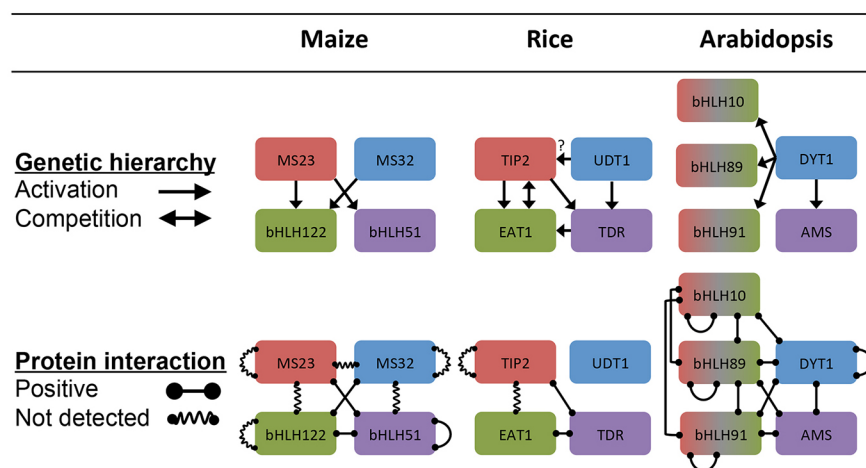 Maize Rice Arabidopsis
bHLH10
Genetic hierarchy
Activation
Competition
MS23 MS32 TIP2 ? UDT1 bHLH89 DYT1
bHLH122 bHLH51 EAT1 TDR bHLH91 AMS
bHLH10
Protein interaction
Positive
Not detected
MS23 MS32 TIP2 UDT1 bHLH89 DYT1
bHLH122 bHLH51 EAT1 TDR bHLH91 AMS